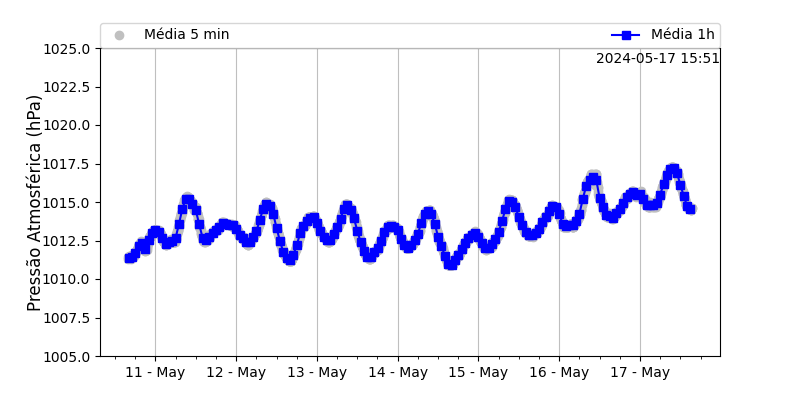 Média 5 min
Média 1h
2024-05-17 15:51
Pressão Atmosférica (hPa)
1025.0
1022.5
1020.0
1017.5
1015.0
1012.5
1010.0
1007.5
1005.0
11 - May
12 - May
13 - May
14 - May
15 - May
16 - May
17 - May